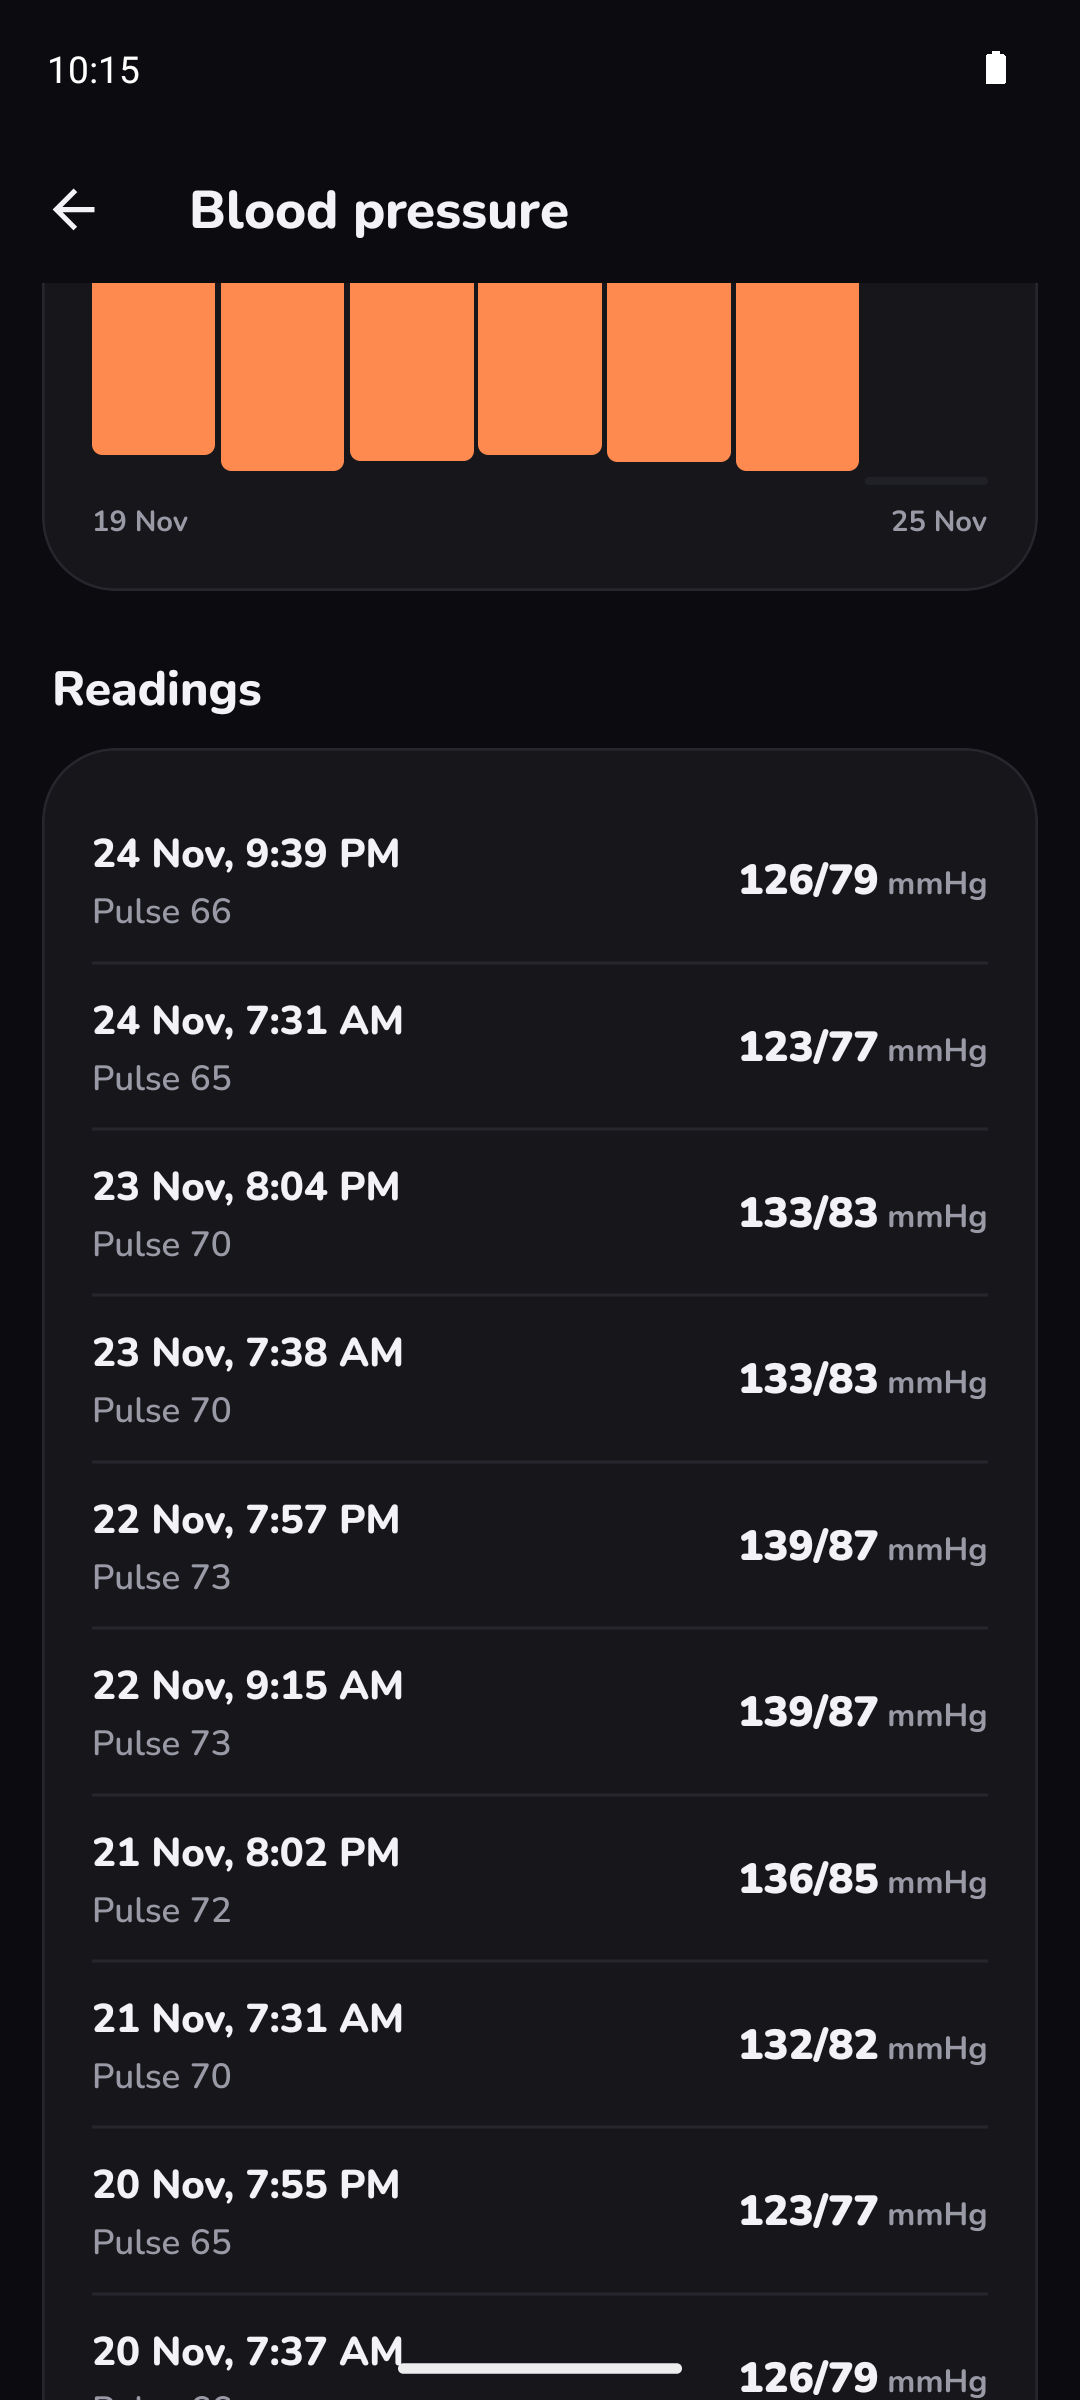 10:15
Blood pressure
19 Nov
25 Nov
Readings
24 Nov, 9:39 PM
Pulse 66
126/79 mmHg
24 Nov, 7:31 AM
Pulse 65
123/77 mmHg
23 Nov, 8:04 PM
Pulse 70
133/83 mmHg
23 Nov, 7:38 AM
Pulse 70
133/83 mmHg
22 Nov, 7:57 PM
Pulse 73
139/87 mmHg
22 Nov, 9:15 AM
Pulse 73
139/87 mmHg
21 Nov, 8:02 PM
Pulse 72
136/85 mmHg
21 Nov, 7:31 AM
Pulse 70
132/82 mmHg
20 Nov, 7:55 PM
Pulse 65
123/77 mmHg
20 Nov, 7:37 AM
126/79 mmHg